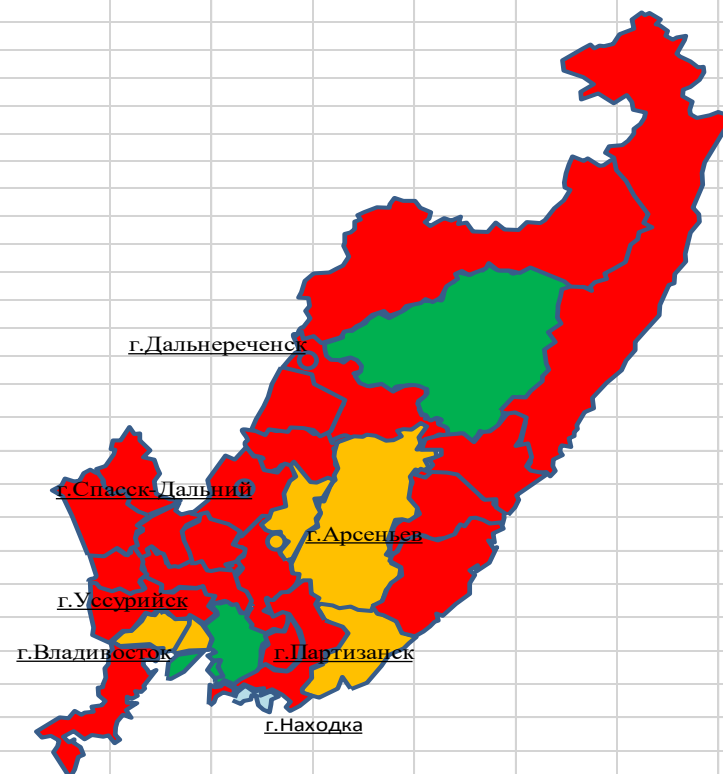 г.Дальнереченск
г.Спасск-Дальний
г.Арсеньев
г.Уссурийск
г.Владивосток
г.Партизанск
г.Находка